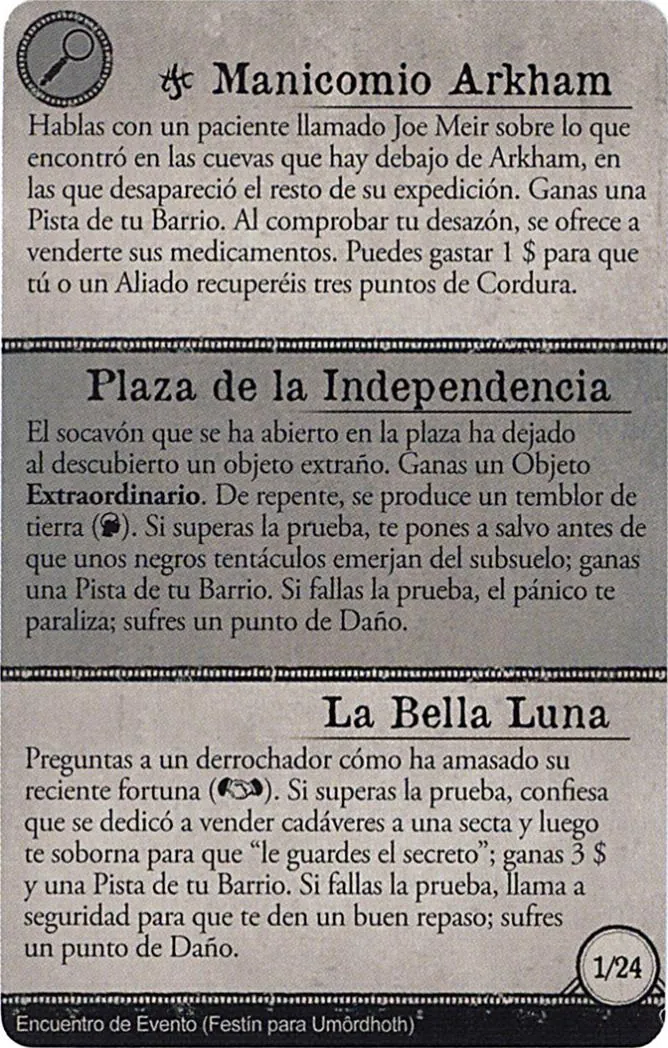 Manicomio Arkham
Hablas con un paciente llamado Joe Meir sobre lo que
encontró en las cuevas que hay debajo de Arkham, en
las que desapareció el resto de su expedición. Ganas una
Pista de tu Barrio. Al comprobar tu desazón, se ofrece a
venderte sus medicamentos. Puedes gastar 1 $ para que
tú o un Aliado recuperéis tres puntos de Cordura.
Plaza de la Independencia
El socavón que se ha abierto en la plaza ha dejado
al descubierto un objeto extraño. Ganas un Objeto
Extraordinario. De repente, se produce un temblor de
tierra (). Si superas la prueba, te pones a salvo antes de
que unos negros tentáculos emerjan del subsuelo; ganas
una Pista de tu Barrio. Si fallas la prueba, el pánico te
paraliza; sufres un punto de Daño.
La Bella Luna
Preguntas a un derrochador cómo ha amasado su
reciente fortuna (). Si superas la prueba, confiesa
que se dedicó a vender cadáveres a una secta y luego
te soborna para que “le guardes el secreto”; ganas 3 $
y una Pista de tu Barrio. Si fallas la prueba, llama a
seguridad para que te den un buen repaso; sufres
un punto de Daño.
1/24
Encuentro de Evento (Festín para Umôrdhoth)